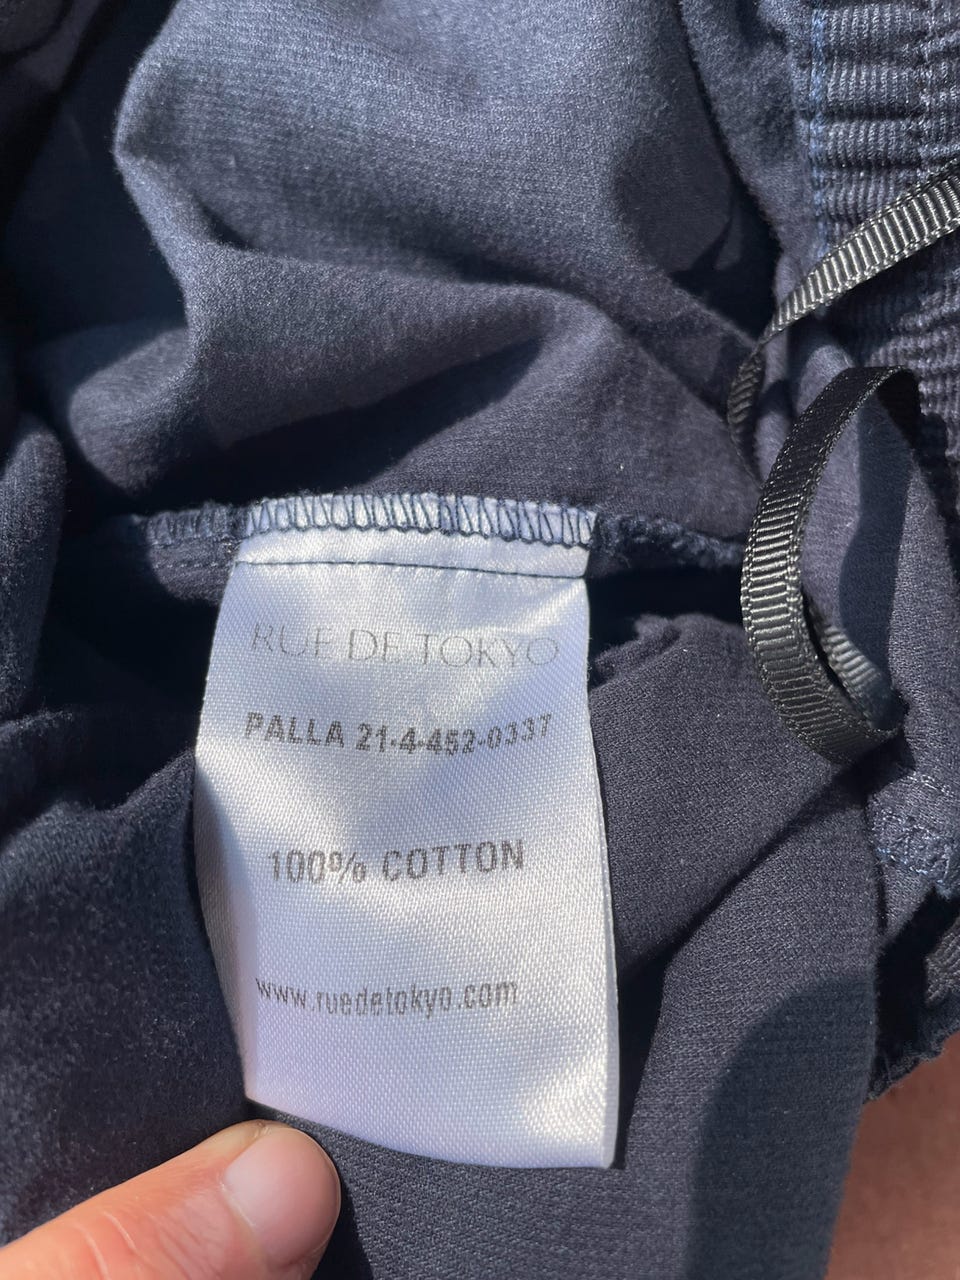 RUE DE TOKYO
PALLA 21-4-452-0337
100% COTTON
www.ruedetokyo.com